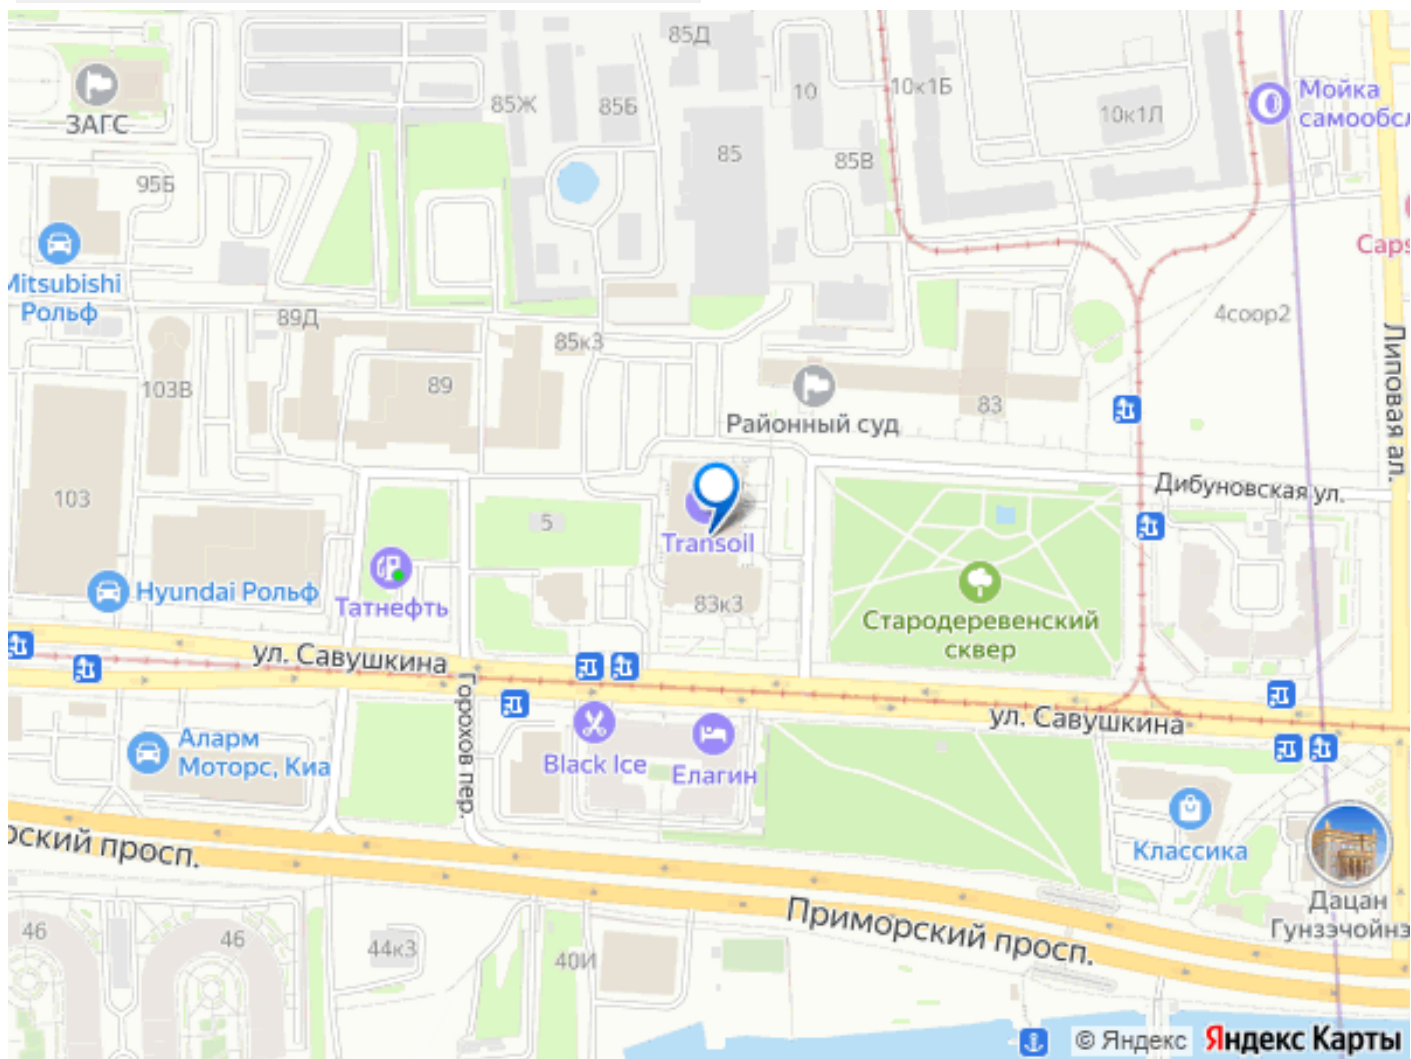 85Д
Мойка
самообсл
10
10к1Б
ЗАГС
85Ж
85Б
10к1Л
85
85В
95Б
Caps
Mitsubishi
Рольф
89Д
4соор2
85к3
Липовая ал.
103В
89
83
Районный суд
Дибуновская ул.
103
5
Transoil
Hyundai Рольф
Татнефть
83к3
Стародеревенский
сквер
ул. Савушкина
Горохов пер.
ул. Савушкина
Аларм
Моторс, Киа
Black Ice
Елагин
Классика
рский просп.
Приморский просп.
Дацан
Гунзэчойнэ
46
46
44к3
40И
© Яндекс Яндекс Карты